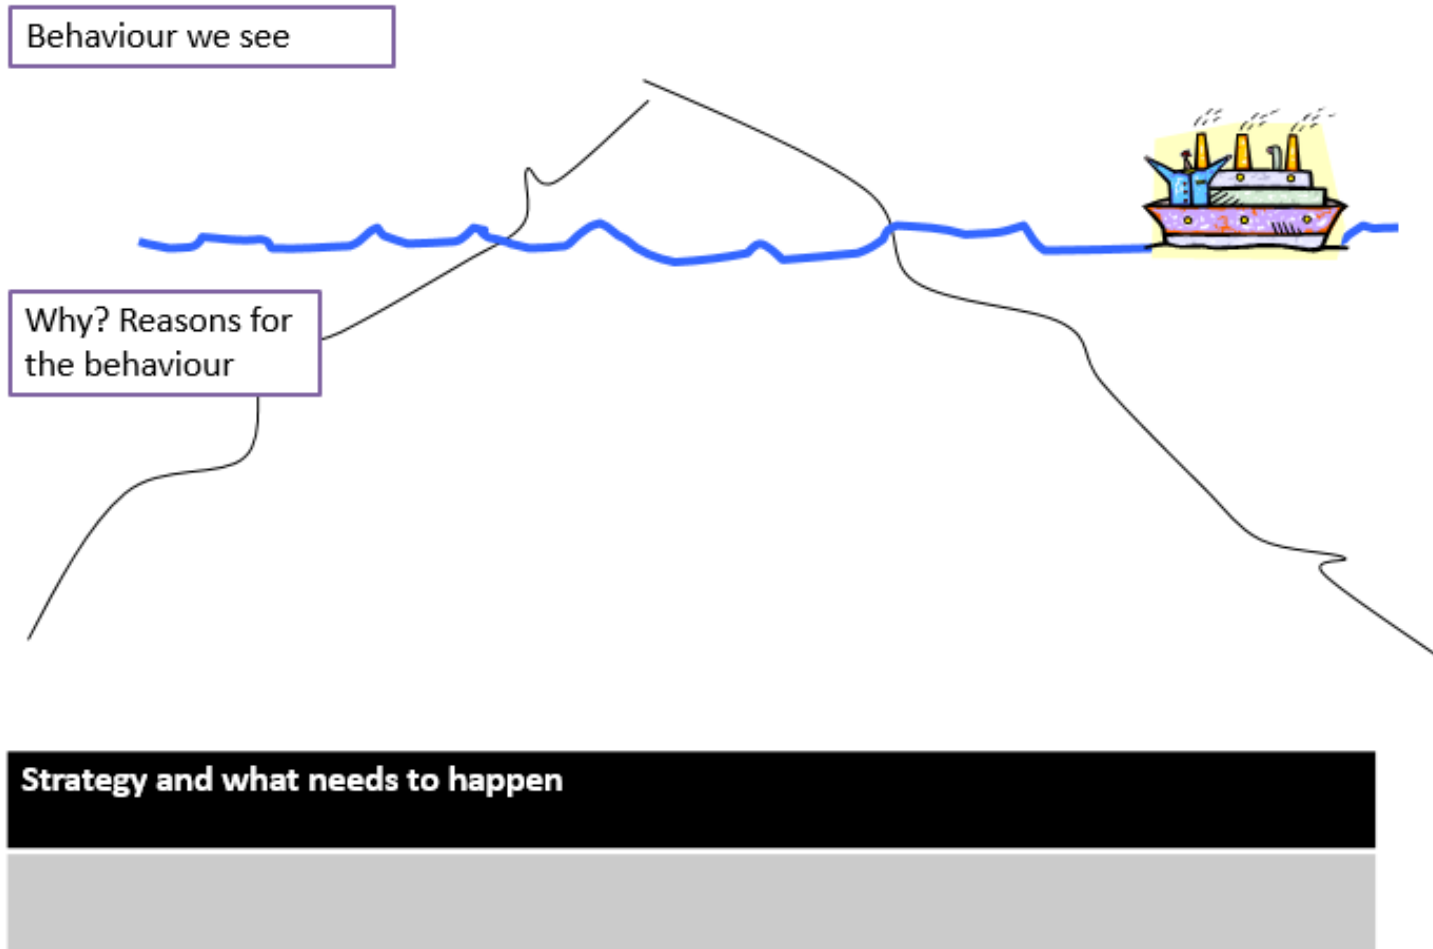 Behaviour we see
Why? Reasons for
the behaviour
Strategy and what needs to happen